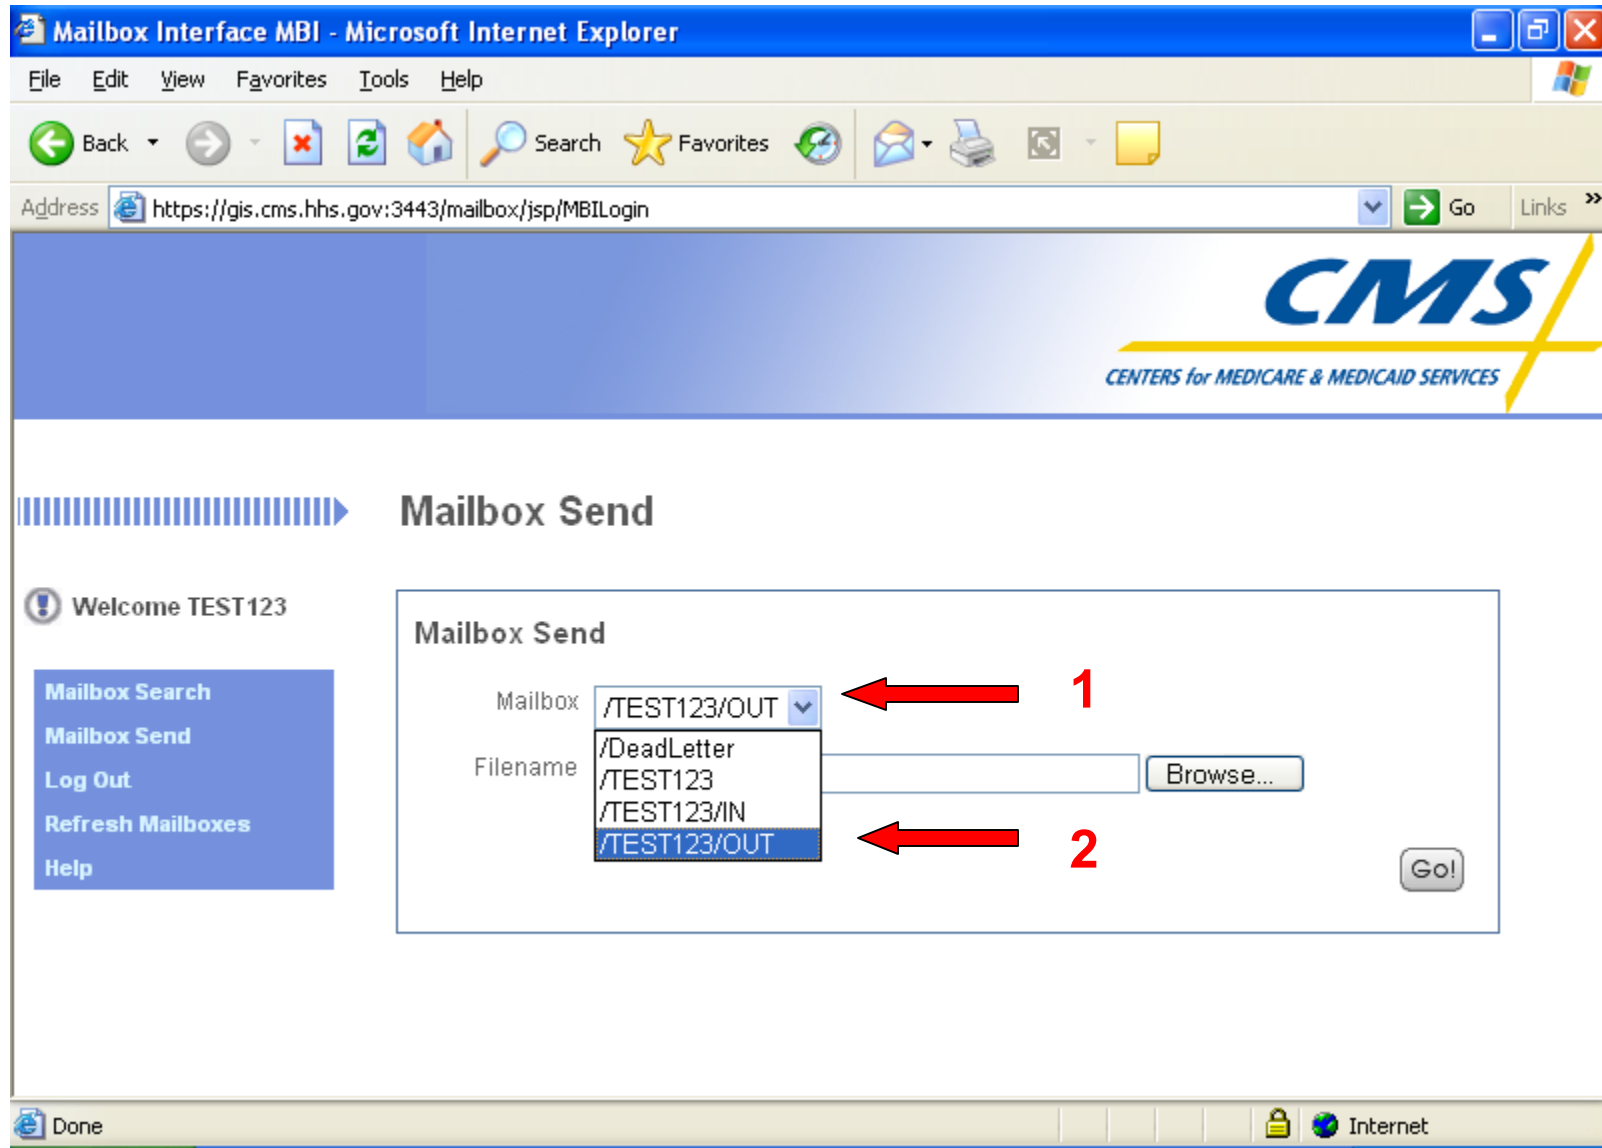 Mailbox Interface MBI - Microsoft Internet Explorer
File Edit View Favorites Tools Help
Back Search Favorites
Address https://gis.cms.hhs.gov:3443/mailbox/jsp/MBILogin Go Links »
CMS
CENTERS for MEDICARE & MEDICAID SERVICES
Mailbox Send
Welcome TEST123
Mailbox Search
Mailbox Send
Log Out
Refresh Mailboxes
Help
Mailbox Send
Mailbox /TEST123/OUT 1
/DeadLetter
Filename Browse...
/TEST123
/TEST123/IN
/TEST123/OUT 2
Go!
Done Internet